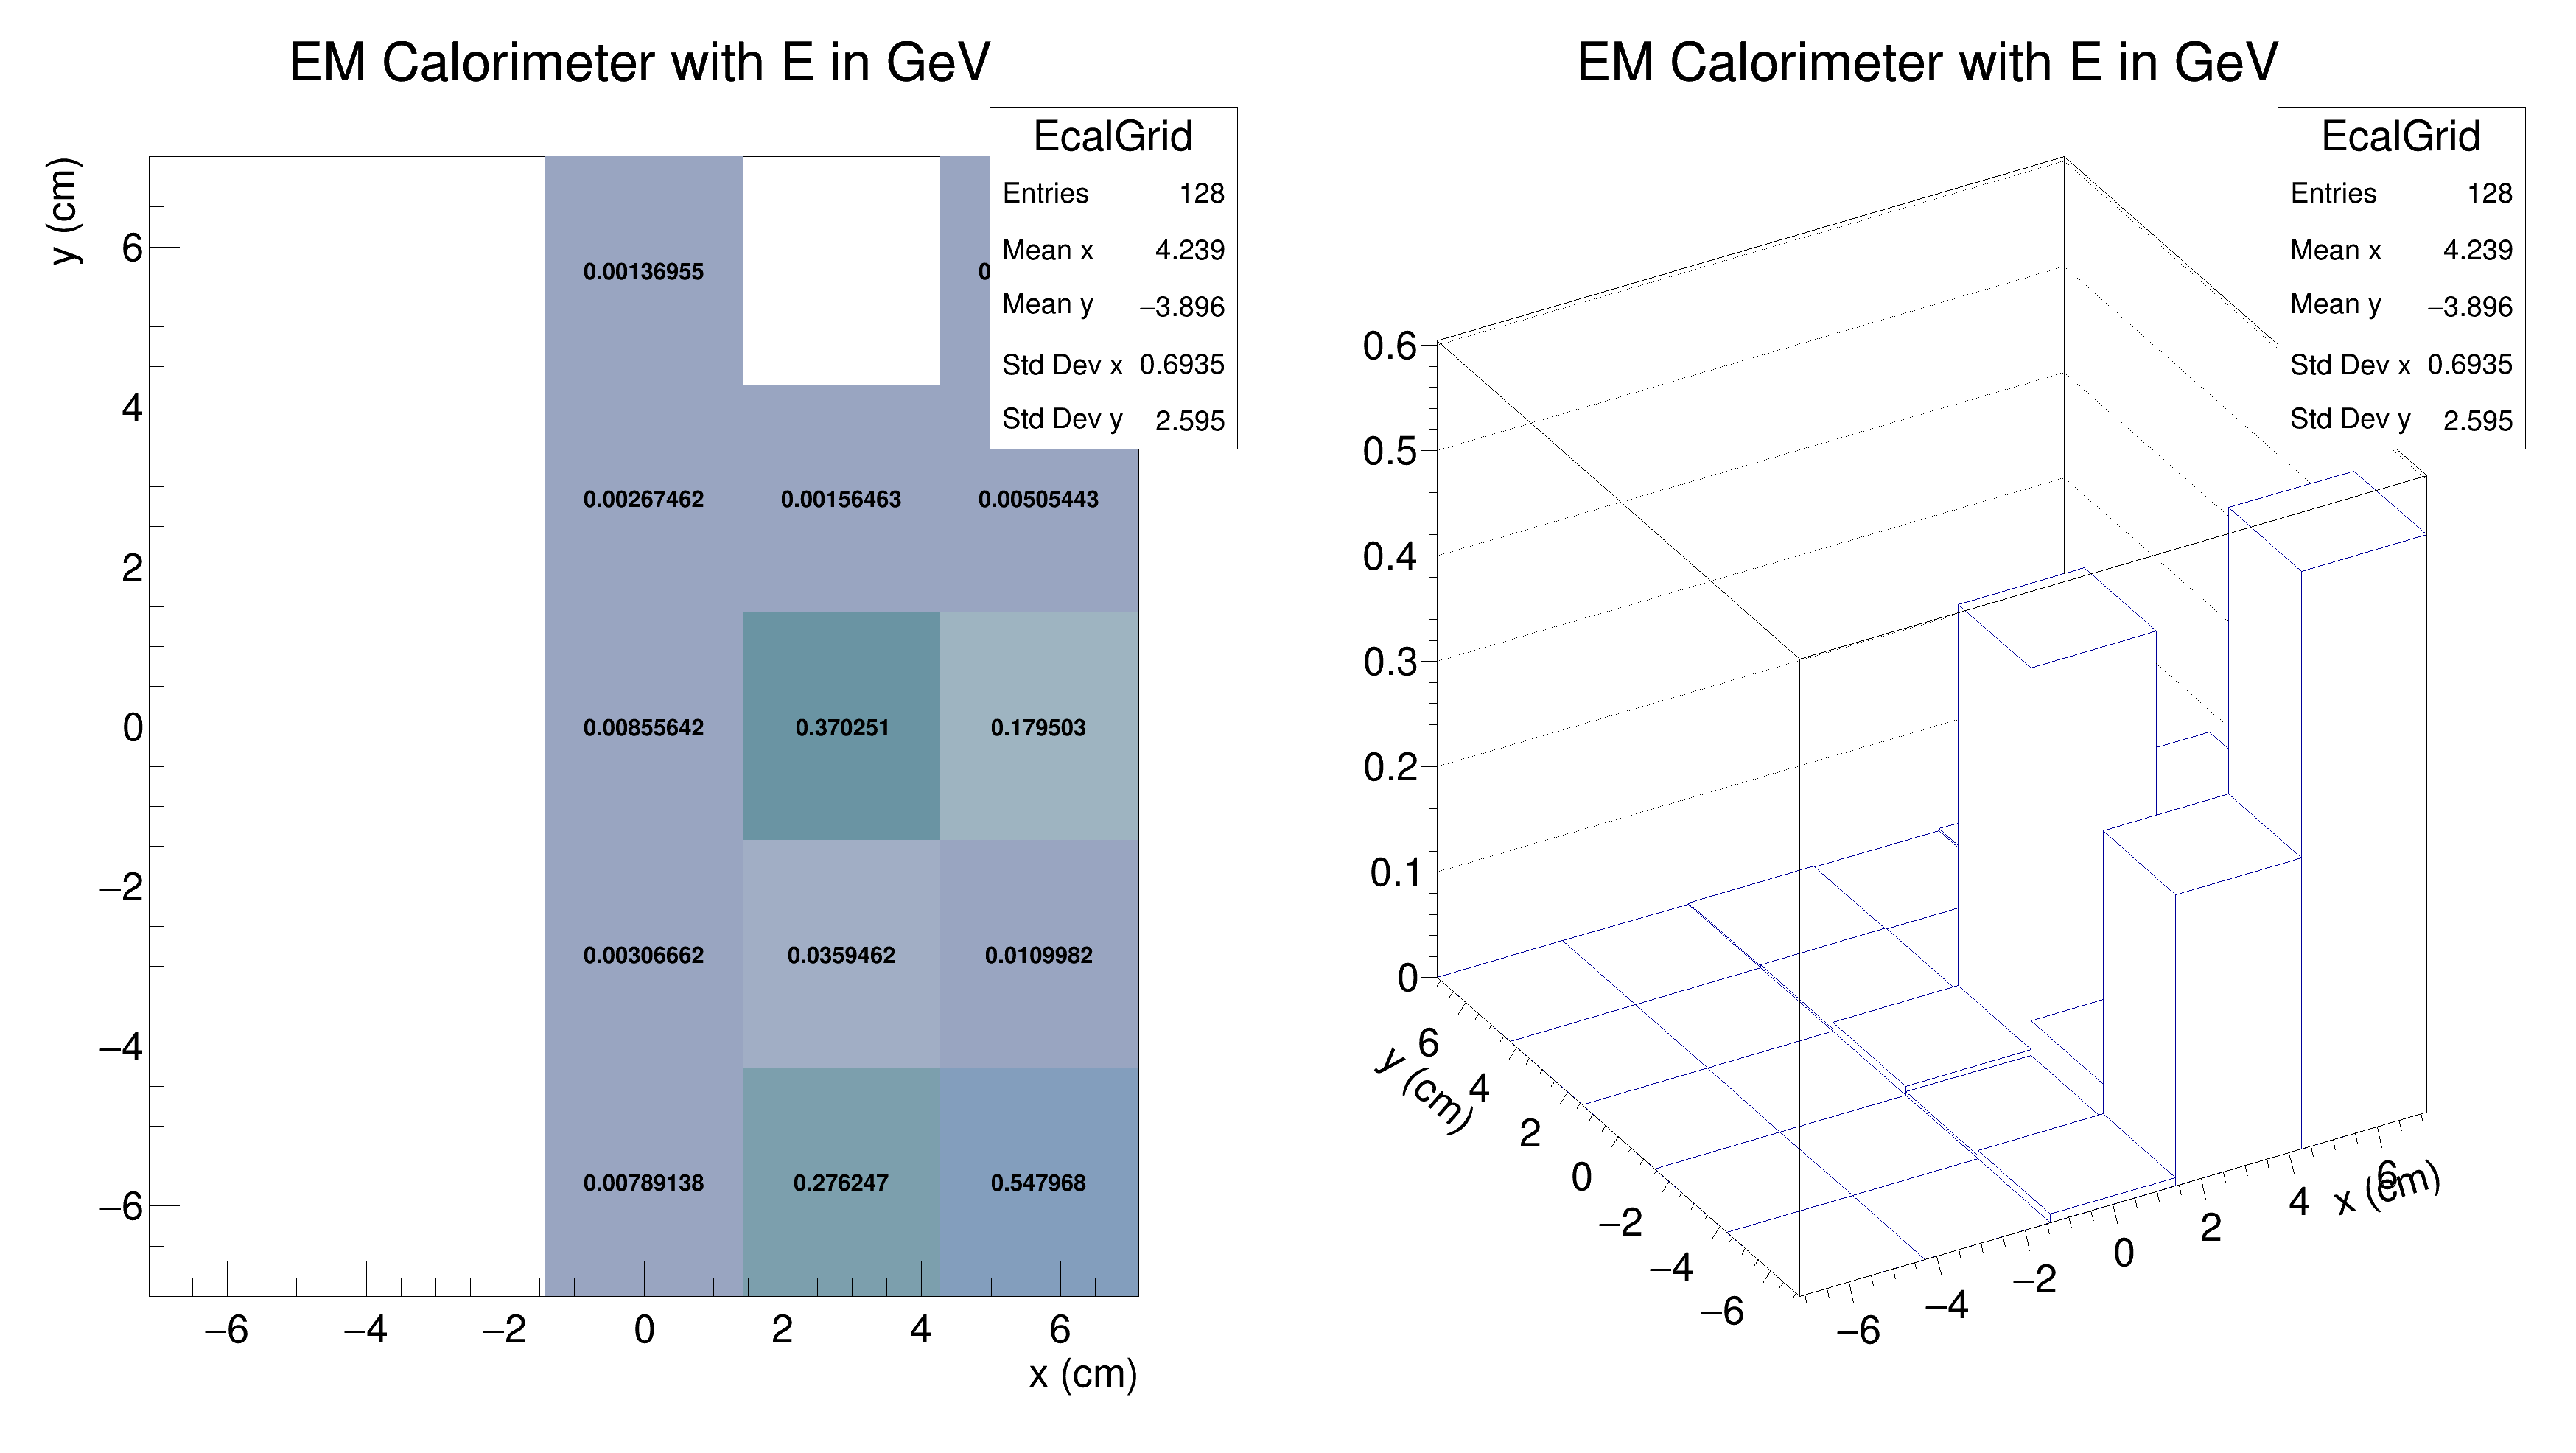 EM Calorimeter with E in GeV
EcalGrid
Entries 128
Mean x 4.239
Mean y −3.896
Std Dev x 0.6935
Std Dev y 2.595
y (cm)
6
4
2
0
−2
−4
−6
0.00136955
0.00267462 0.00156463 0.00505443
0.00855642 0.370251 0.179503
0.00306662 0.0359462 0.0109982
0.00789138 0.276247 0.547968
−6 −4 −2 0 2 4 6
x (cm)
EM Calorimeter with E in GeV
EcalGrid
Entries 128
Mean x 4.239
Mean y −3.896
Std Dev x 0.6935
Std Dev y 2.595
0.6
0.5
0.4
0.3
0.2
0.1
0
6
4
2
0
−2
−4
−6
y (cm)
−6
−4
−2
0
2
4
6
x (cm)